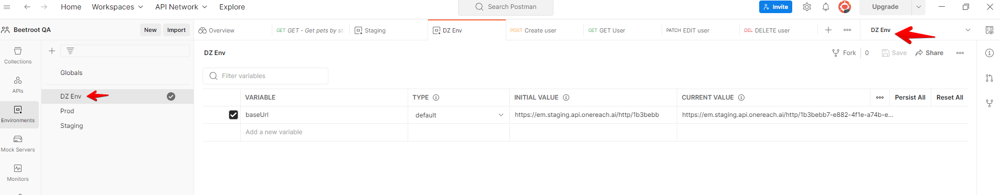 Home Workspaces API Network Explore Search Postman Invite Upgrade
Beetroot QA New Import Overview GET GET - Get pets by st Staging DZ Env POST Create user GET GET User PATCH EDIT user DEL DELETE user DZ Env
DZ Env Fork 0 Save Share
Collections
Globals
Filter variables
APIs
DZ Env
VARIABLE TYPE INITIAL VALUE CURRENT VALUE Persist All Reset All
Prod
baseUrl default https://em.staging.api.onereach.ai/http/1b3bebb https://em.staging.api.onereach.ai/http/1b3bebb7-e882-4f1e-a74b-e...
Environments
Staging
Add a new variable
Mock Servers
Monitors